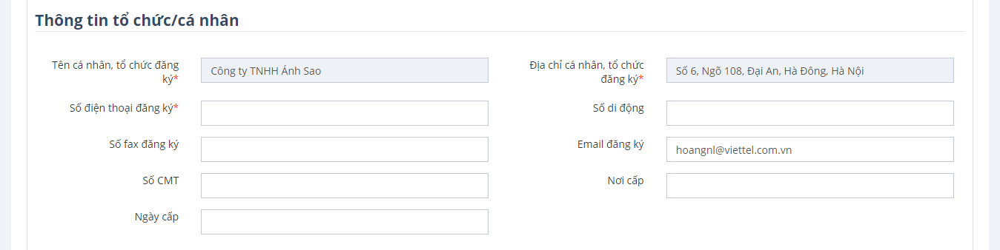 Thông tin tổ chức/cá nhân
Tên cá nhân, tổ chức đăng
ký*
Công ty TNHH Ánh Sao
Địa chỉ cá nhân, tổ chức
đăng ký*
Số 6, Ngõ 108, Đại An, Hà Đông, Hà Nội
Số điện thoại đăng ký*
Số di động
Số fax đăng ký
Email đăng ký
hoangnl@viettel.com.vn
Số CMT
Nơi cấp
Ngày cấp